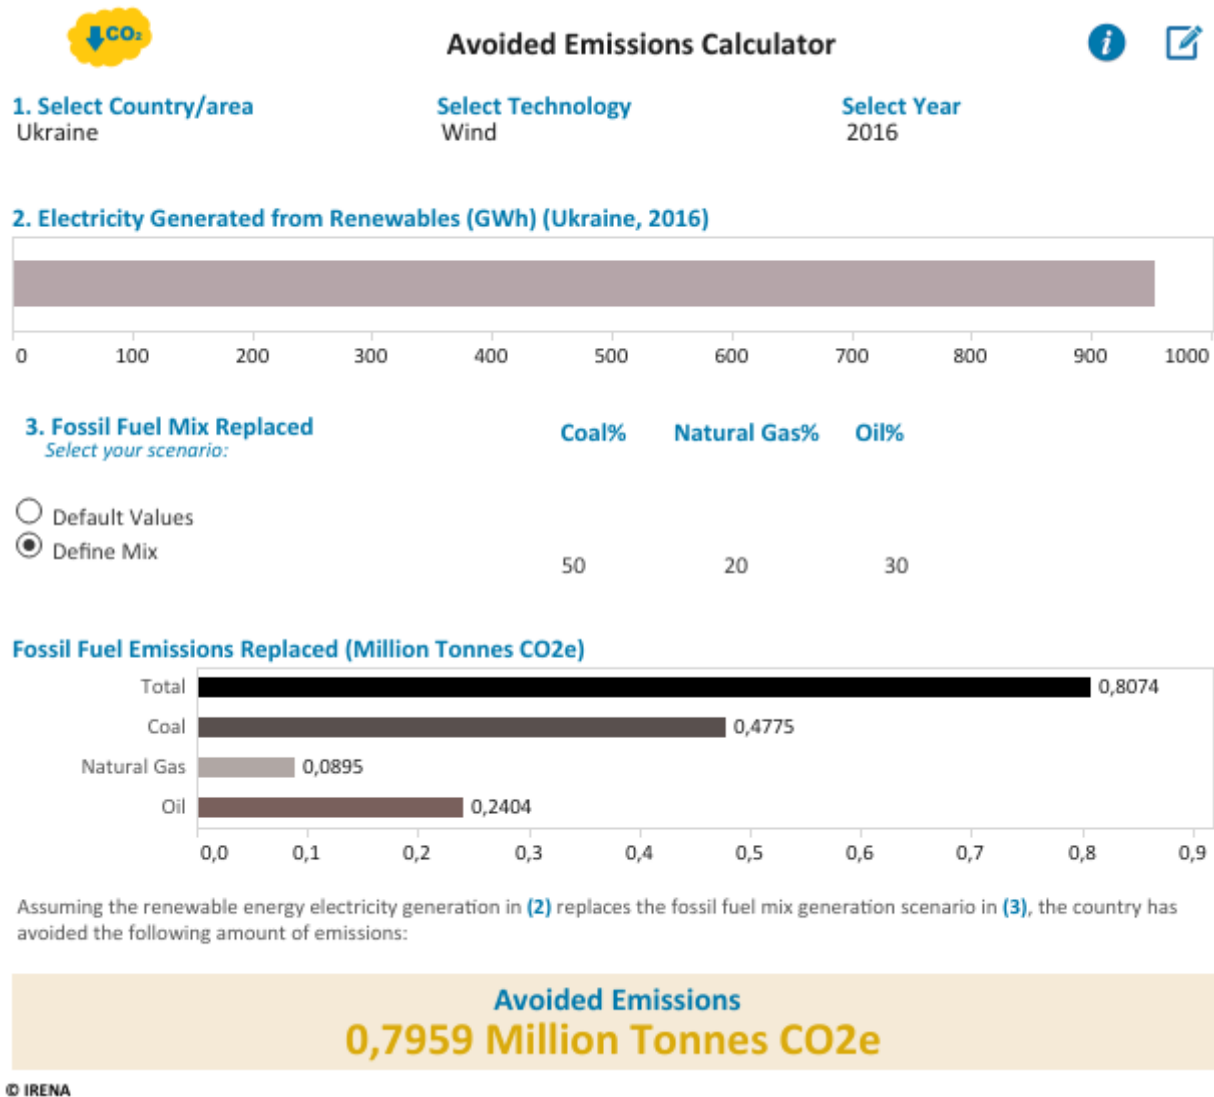 CO₂
Avoided Emissions Calculator
i
1. Select Country/area Select Technology Select Year
Ukraine Wind 2016
2. Electricity Generated from Renewables (GWh) (Ukraine, 2016)
0 100 200 300 400 500 600 700 800 900 1000
3. Fossil Fuel Mix Replaced Coal% Natural Gas% Oil%
Select your scenario:
Default Values
Define Mix
50 20 30
Fossil Fuel Emissions Replaced (Million Tonnes CO2e)
Total 0,8074
Coal 0,4775
Natural Gas 0,0895
Oil 0,2404
0,0 0,1 0,2 0,3 0,4 0,5 0,6 0,7 0,8 0,9
Assuming the renewable energy electricity generation in (2) replaces the fossil fuel mix generation scenario in (3), the country has
avoided the following amount of emissions:
Avoided Emissions
0,7959 Million Tonnes CO2e
© IRENA